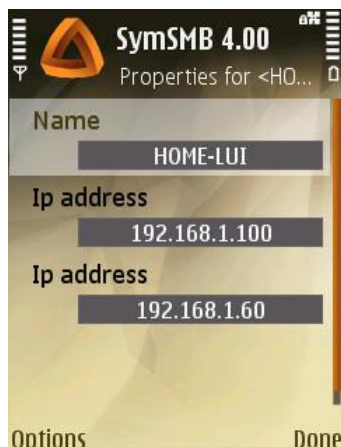 SymSMB 4.00
Properties for <HO...
Name
HOME-LUI
Ip address
192.168.1.100
Ip address
192.168.1.60
Options Done